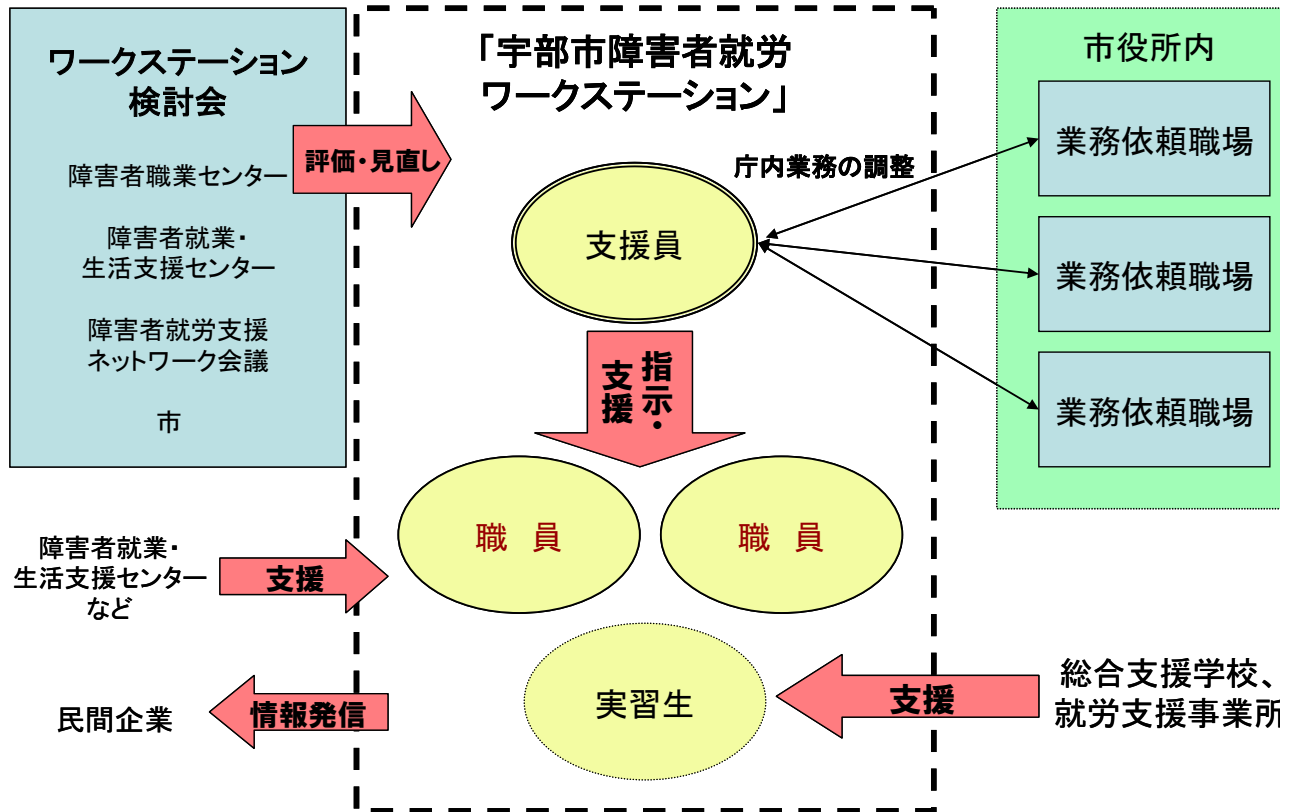 ワークステーション
検討会
障害者職業センター
障害者就業・
生活支援センター
障害者就労支援
ネットワーク会議
市
評価・見直し
「宇部市障害者就労
ワークステーション」
支援員
庁内業務の調整
市役所内
業務依頼職場
業務依頼職場
業務依頼職場
指示・
支援
職　員
職　員
障害者就業・
生活支援センター
など
支援
実習生
支援
総合支援学校、
就労支援事業所
民間企業
情報発信